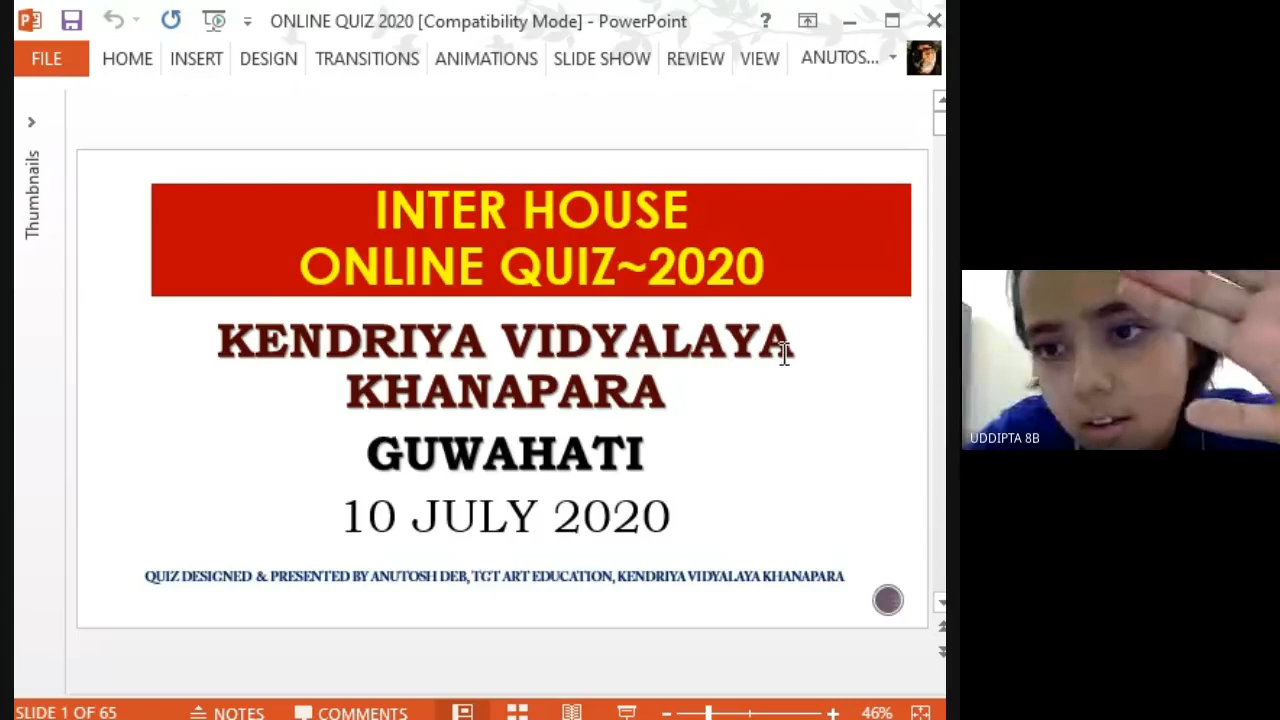 ONLINE QUIZ 2020 [Compatibility Mode] - PowerPoint
FILE HOME INSERT DESIGN TRANSITIONS ANIMATIONS SLIDE SHOW REVIEW VIEW ANUTOS...
Thumbnails
INTER HOUSE
ONLINE QUIZ~2020
KENDRIYA VIDYALAYA
KHANAPARA
GUWAHATI
10 JULY 2020
QUIZ DESIGNED & PRESENTED BY ANUTOSH DEB, TGT ART EDUCATION, KENDRIYA VIDYALAYA KHANAPARA
UDDIPTA 8B
SLIDE 1 OF 65 NOTES COMMENTS 46%